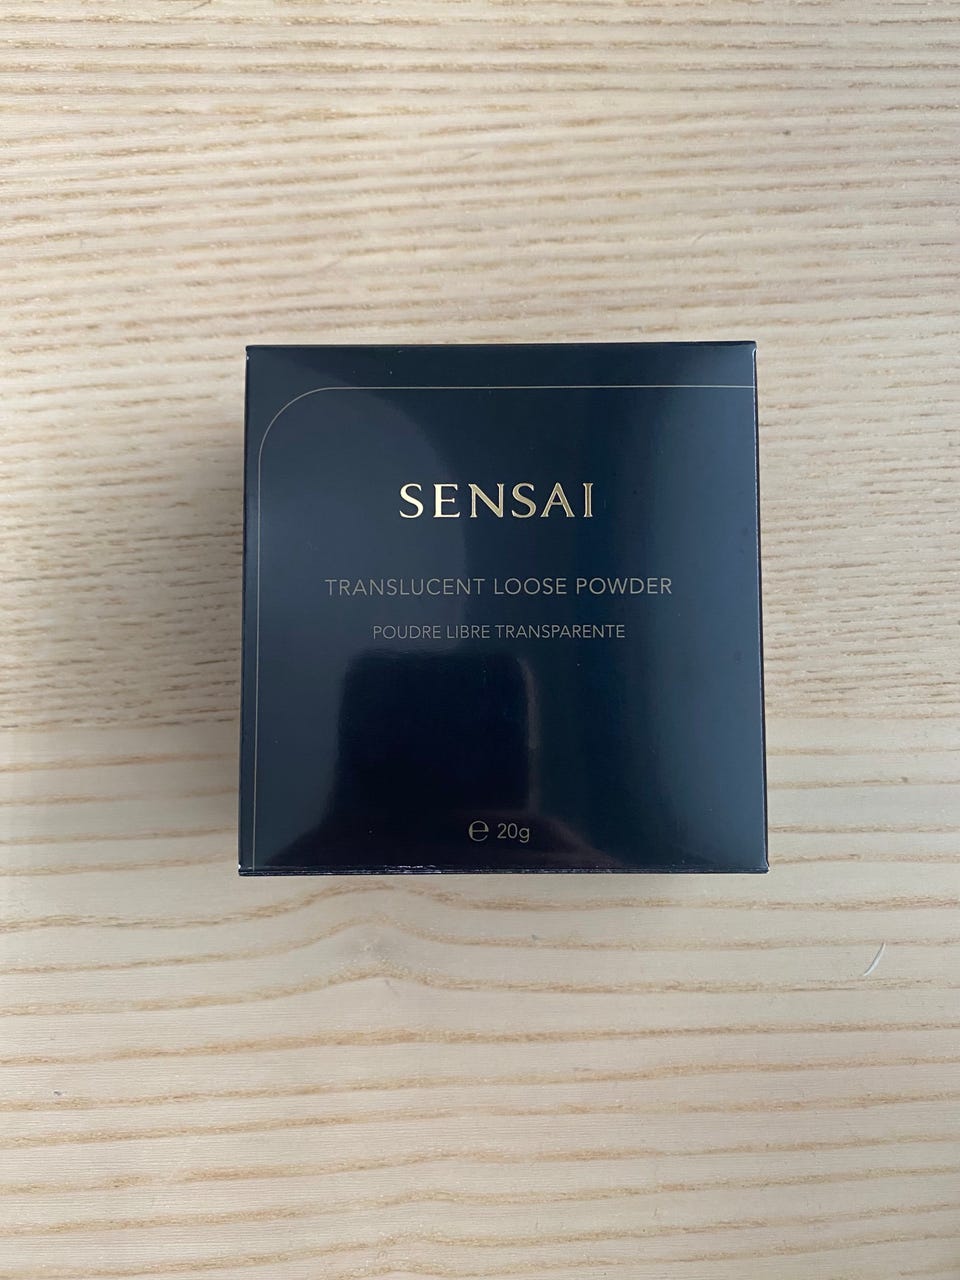 SENSAI
TRANSLUCENT LOOSE POWDER
POUDRE LIBRE TRANSPARENTE
℮ 20g